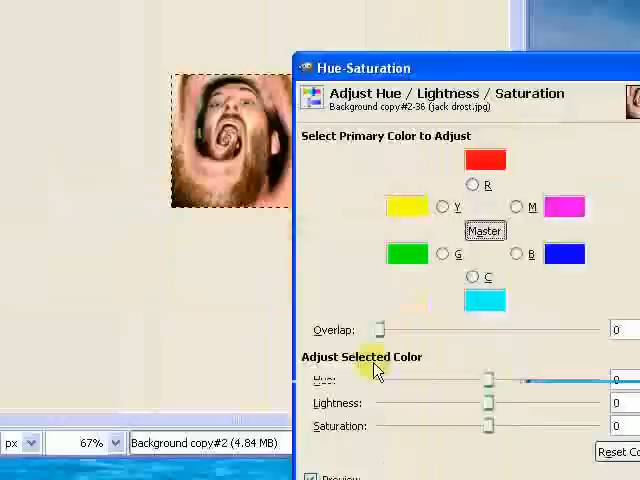 Hue-Saturation
Adjust Hue / Lightness / Saturation
Background copy#2-36 (jack drost.jpg)
Select Primary Color to Adjust
R
Y
M
Master
G
B
C
Overlap: 0
Adjust Selected Color
Hue: 0
Lightness: 0
Saturation: 0
px 67% Background copy#2 (4.84 MB)
Reset Co
Preview